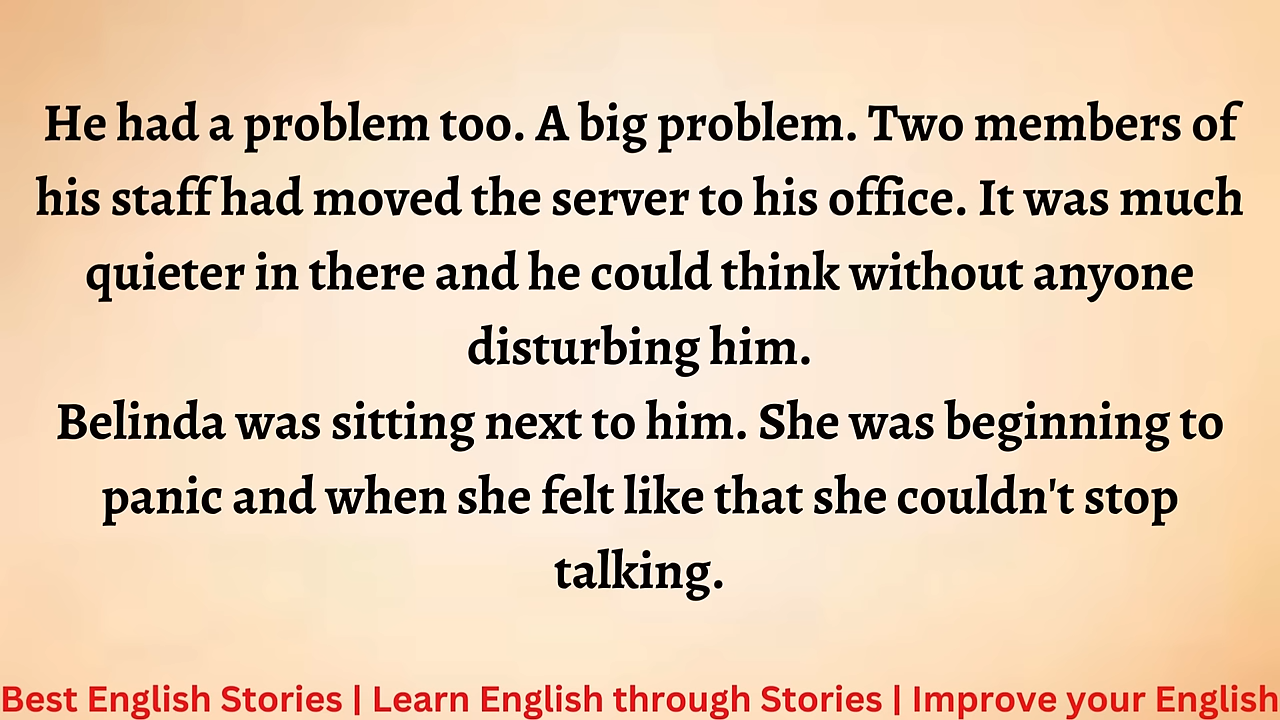 He had a problem too. A big problem. Two members of
his staff had moved the server to his office. It was much
quieter in there and he could think without anyone
disturbing him.
Belinda was sitting next to him. She was beginning to
panic and when she felt like that she couldn't stop
talking.
Best English Stories | Learn English through Stories | Improve your English